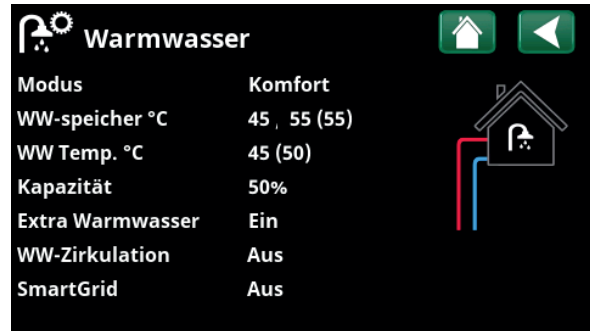 Warmwasser
Modus Komfort
WW-speicher °C 45 , 55 (55)
WW Temp. °C 45 (50)
Kapazität 50%
Extra Warmwasser Ein
WW-Zirkulation Aus
SmartGrid Aus